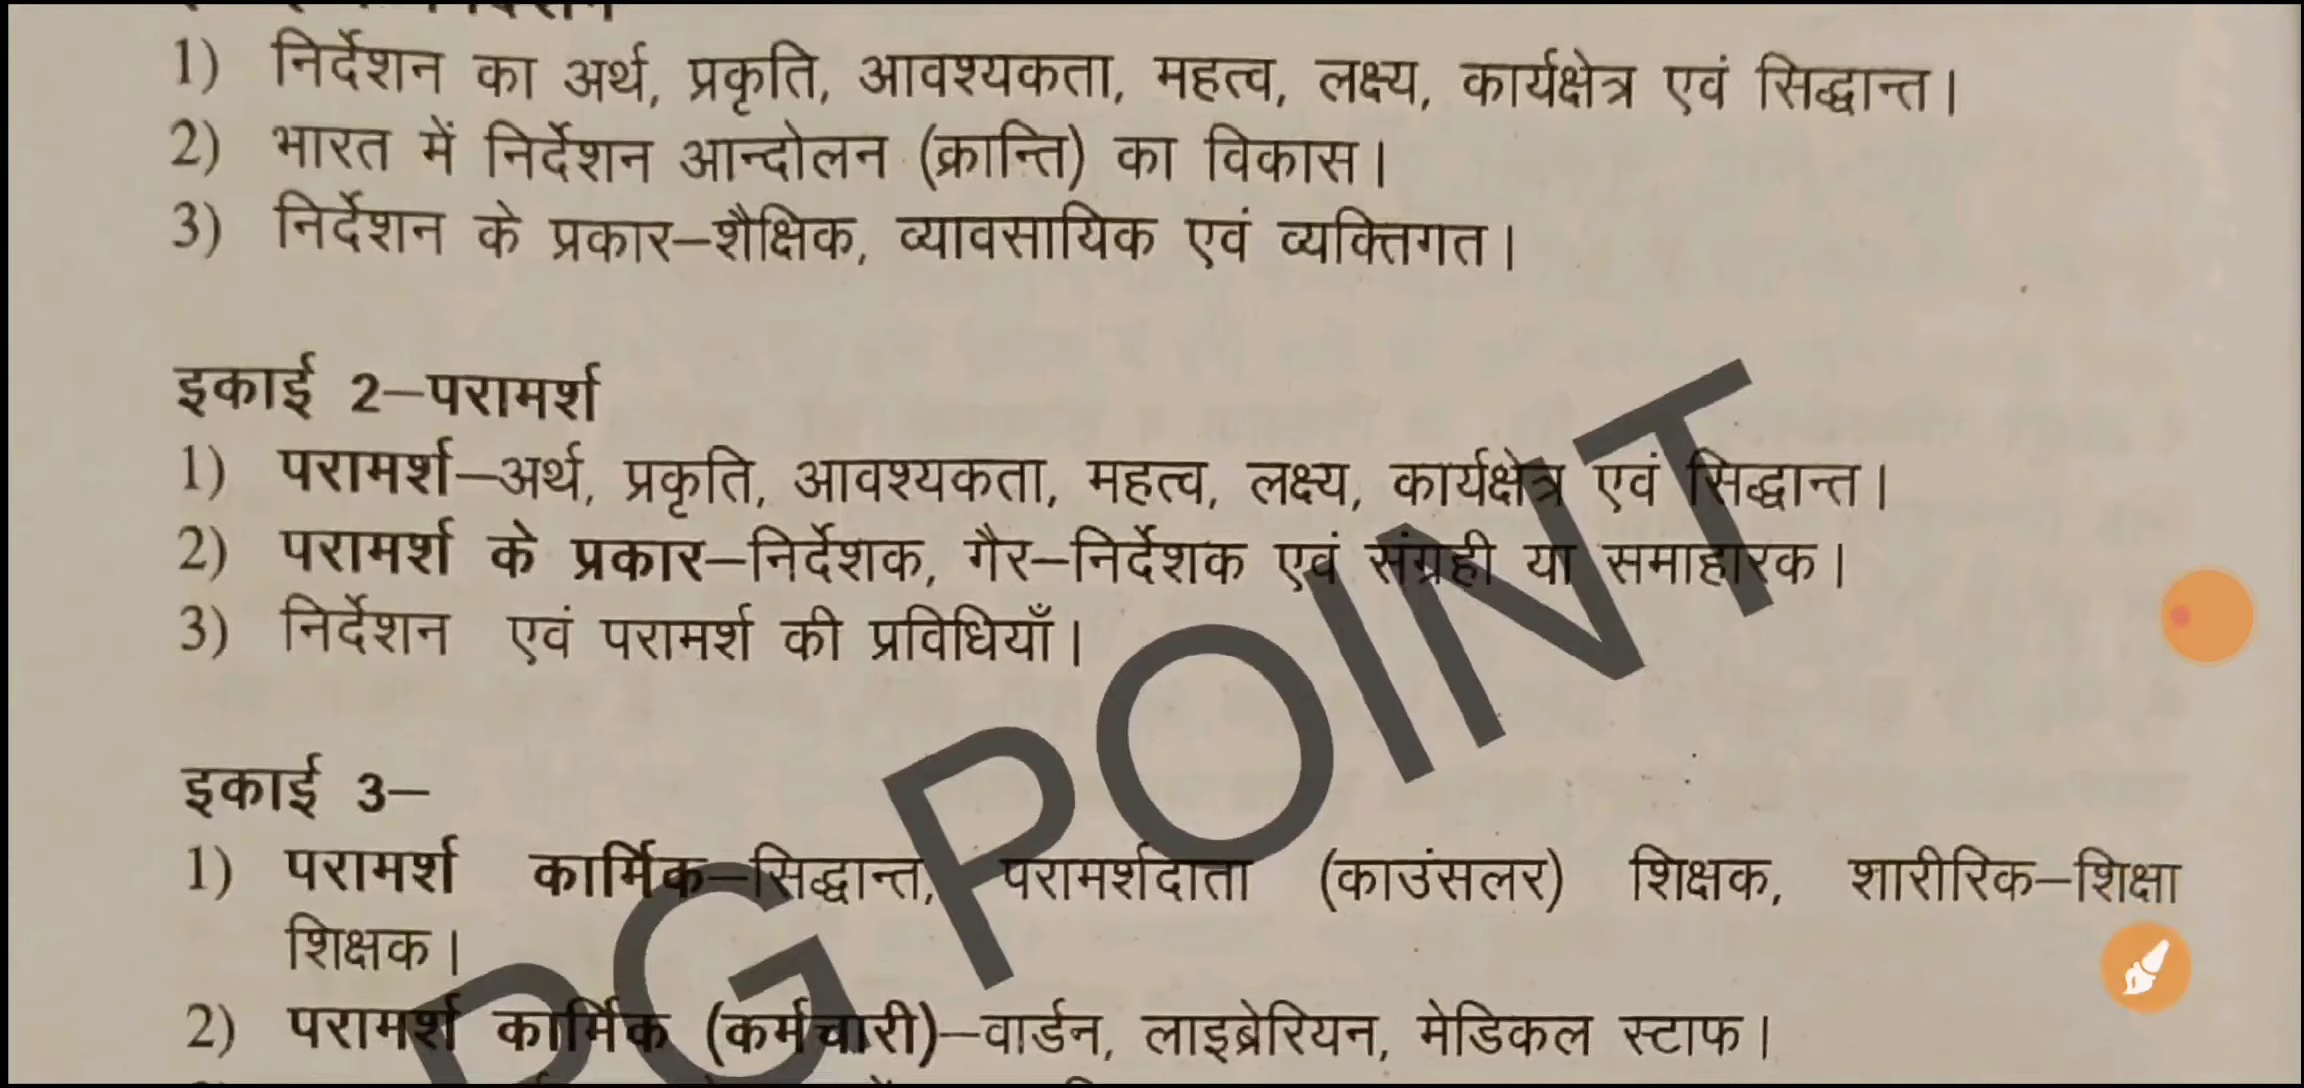 1) निर्देशन का अर्थ, प्रकृति, आवश्यकता, महत्व, लक्ष्य, कार्यक्षेत्र एवं सिद्धान्त।
2) भारत में निर्देशन आन्दोलन (क्रान्ति) का विकास।
3) निर्देशन के प्रकार–शैक्षिक, व्यावसायिक एवं व्यक्तिगत।
इकाई 2–परामर्श
1) परामर्श–अर्थ, प्रकृति, आवश्यकता, महत्व, लक्ष्य, कार्यक्षेत्र एवं सिद्धान्त।
2) परामर्श के प्रकार–निर्देशक, गैर–निर्देशक एवं संग्रही या समाहारक।
3) निर्देशन एवं परामर्श की प्रविधियाँ।
इकाई 3–
1) परामर्श कार्मिक–सिद्धान्त, परामर्शदाता (काउंसलर) शिक्षक, शारीरिक–शिक्षा
शिक्षक।
2) परामर्श कार्मिक (कर्मचारी)–वार्डन, लाइब्रेरियन, मेडिकल स्टाफ।
PG POINT